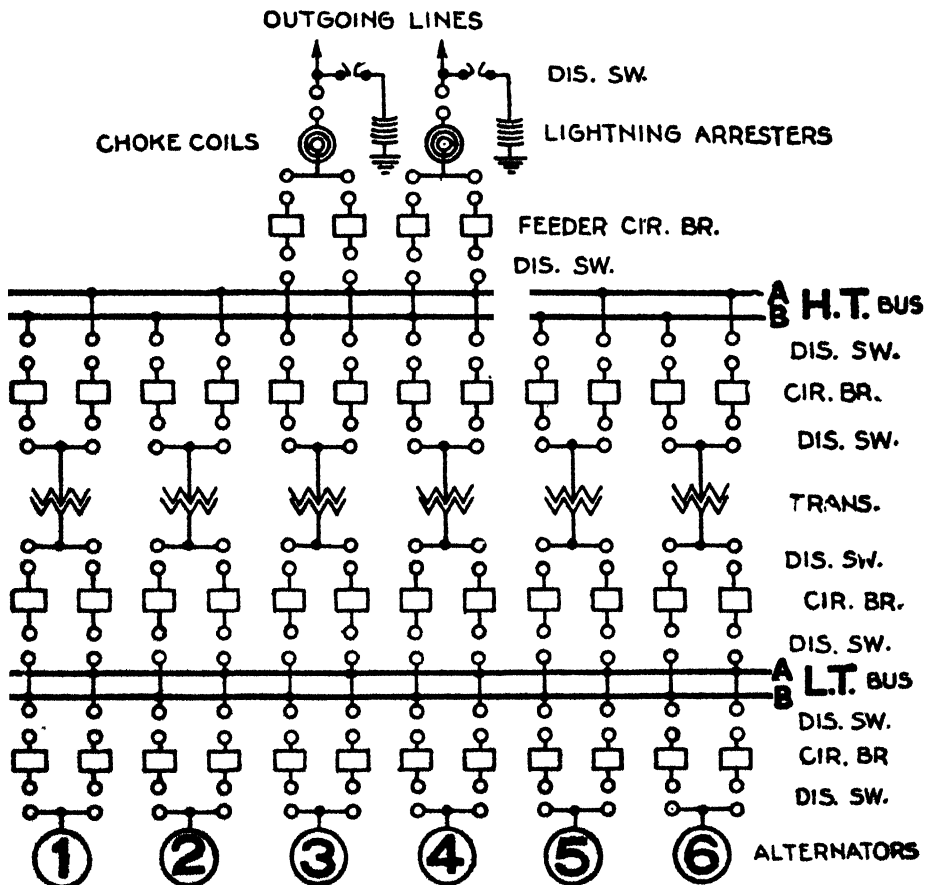 OUTGOING LINES
DIS. SW.
CHOKE COILS
LIGHTNING ARRESTERS
FEEDER CIR. BR.
DIS. SW.
A
B
H.T. BUS
DIS. SW.
CIR. BR.
DIS. SW.
TRANS.
DIS. SW.
CIR. BR.
DIS. SW.
A
B
L.T. BUS
DIS. SW.
CIR. BR
DIS. SW.
1 2 3 4 5 6 ALTERNATORS